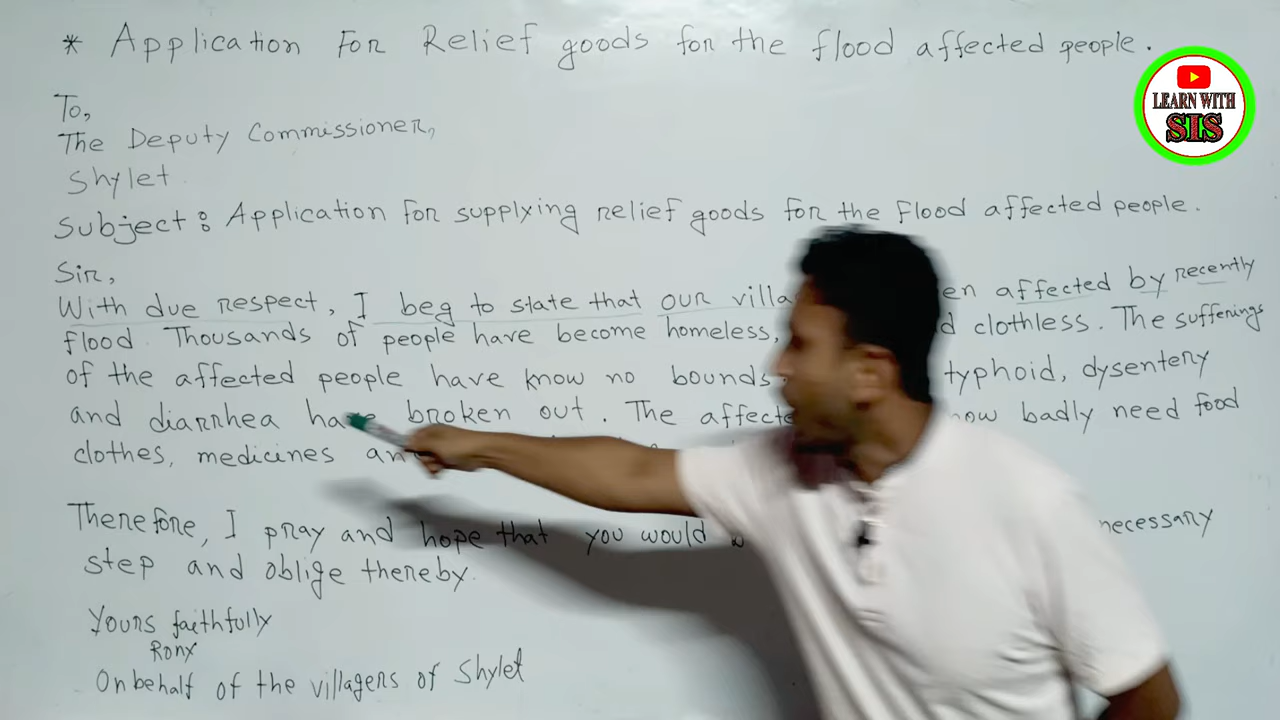 * Application For Relief goods for the flood affected people.
LEARN WITH
SIS
To,
The Deputy Commissioner,
Shylet
Subject: Application for supplying relief goods for the Flood affected people.
Sir,
With due respect, I beg to state that our villa en affected by recently
flood. Thousands of people have become homeless, d clothless. The sufferings
of the affected people have know no bounds. typhoid, dysentery
and diarrhea have broken out. The affecte now badly need food
clothes, medicines an
Therefore, I pray and hope that you would necessary
step and oblige thereby.
Yours faithfully
Rony
On behalf of the villagers of Shylet